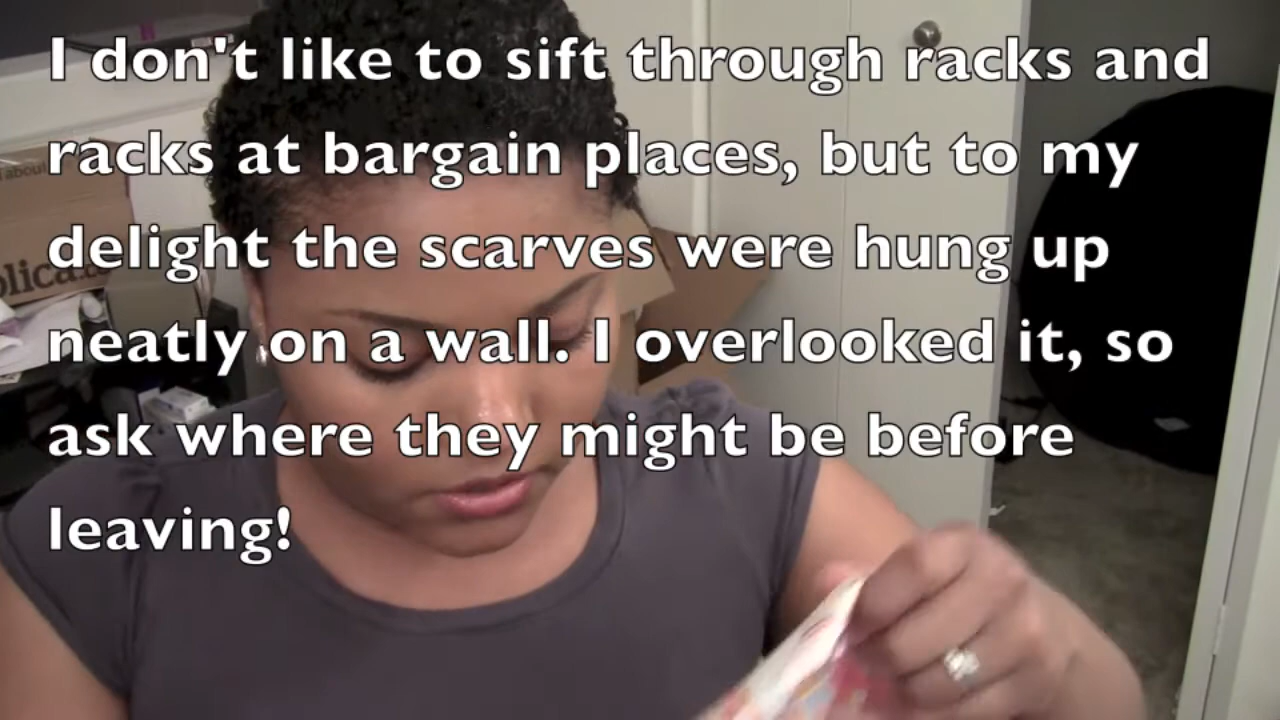 I don't like to sift through racks and
racks at bargain places, but to my
delight the scarves were hung up
neatly on a wall. I overlooked it, so
ask where they might be before
leaving!